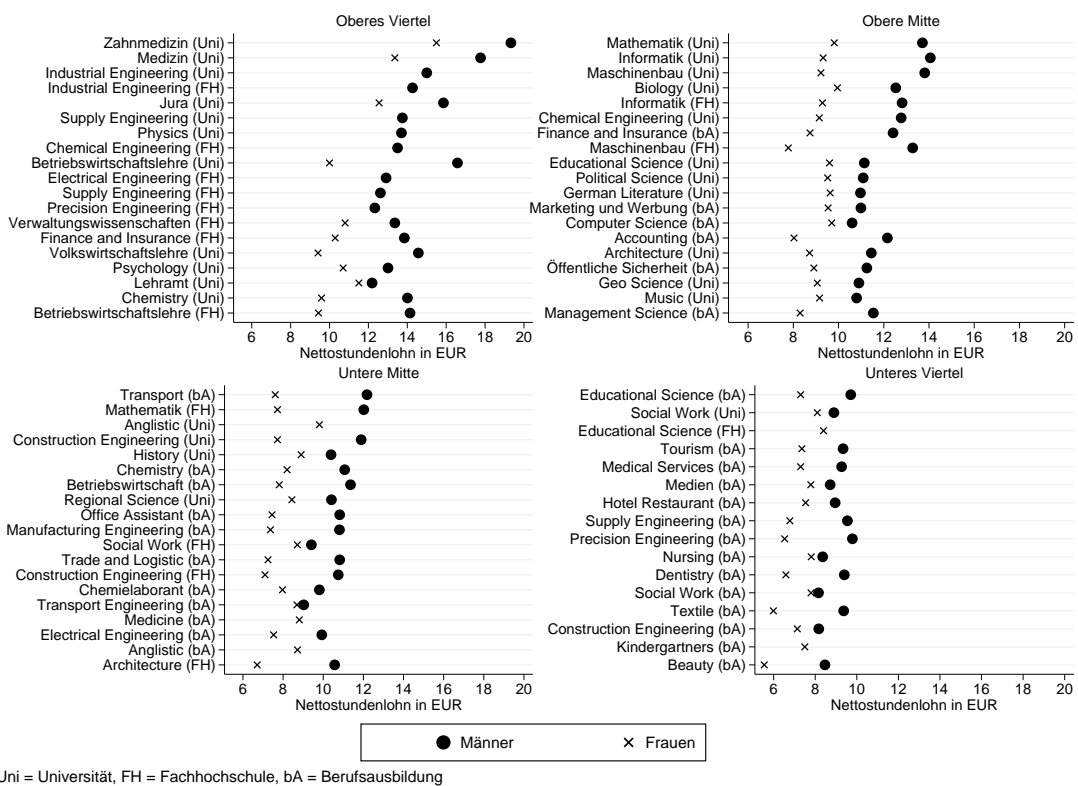 Oberes Viertel
Zahnmedizin (Uni)
Medizin (Uni)
Industrial Engineering (Uni)
Industrial Engineering (FH)
Jura (Uni)
Supply Engineering (Uni)
Physics (Uni)
Chemical Engineering (FH)
Betriebswirtschaftslehre (Uni)
Electrical Engineering (FH)
Supply Engineering (FH)
Precision Engineering (FH)
Verwaltungswissenschaften (FH)
Finance and Insurance (FH)
Volkswirtschaftslehre (Uni)
Psychology (Uni)
Lehramt (Uni)
Chemistry (Uni)
Betriebswirtschaftslehre (FH)
6 8 10 12 14 16 18 20
Nettostundenlohn in EUR
Obere Mitte
Mathematik (Uni)
Informatik (Uni)
Maschinenbau (Uni)
Biology (Uni)
Informatik (FH)
Chemical Engineering (Uni)
Finance and Insurance (bA)
Maschinenbau (FH)
Educational Science (Uni)
Political Science (Uni)
German Literature (Uni)
Marketing und Werbung (bA)
Computer Science (bA)
Accounting (bA)
Architecture (Uni)
Öffentliche Sicherheit (bA)
Geo Science (Uni)
Music (Uni)
Management Science (bA)
6 8 10 12 14 16 18 20
Nettostundenlohn in EUR
Untere Mitte
Transport (bA)
Mathematik (FH)
Anglistic (Uni)
Construction Engineering (Uni)
History (Uni)
Chemistry (bA)
Betriebswirtschaft (bA)
Regional Science (Uni)
Office Assistant (bA)
Manufacturing Engineering (bA)
Social Work (FH)
Trade and Logistic (bA)
Construction Engineering (FH)
Chemielaborant (bA)
Transport Engineering (bA)
Medicine (bA)
Electrical Engineering (bA)
Anglistic (bA)
Architecture (FH)
6 8 10 12 14 16 18 20
Nettostundenlohn in EUR
Unteres Viertel
Educational Science (bA)
Social Work (Uni)
Educational Science (FH)
Tourism (bA)
Medical Services (bA)
Medien (bA)
Hotel Restaurant (bA)
Supply Engineering (bA)
Precision Engineering (bA)
Nursing (bA)
Dentistry (bA)
Social Work (bA)
Textile (bA)
Construction Engineering (bA)
Kindergartners (bA)
Beauty (bA)
6 8 10 12 14 16 18 20
Nettostundenlohn in EUR
Männer Frauen
Uni = Universität, FH = Fachhochschule, bA = Berufsausbildung